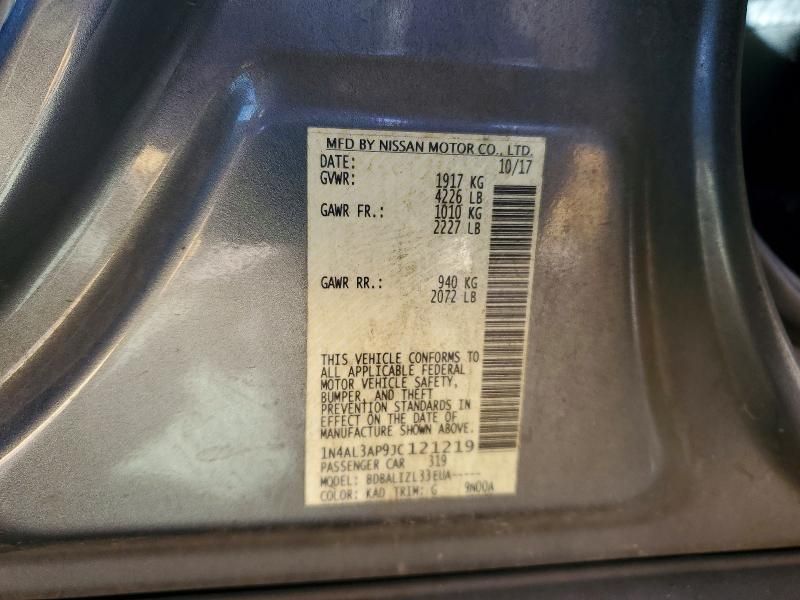 MFD BY NISSAN MOTOR CO., LTD.
DATE: 10/17
GVWR: 1917 KG
4226 LB
GAWR FR.: 1010 KG
2227 LB
GAWR RR.: 940 KG
2072 LB
THIS VEHICLE CONFORMS TO
ALL APPLICABLE FEDERAL
MOTOR VEHICLE SAFETY,
BUMPER, AND THEFT
PREVENTION STANDARDS IN
EFFECT ON THE DATE OF
MANUFACTURE SHOWN ABOVE.
1N4AL3AP9JC121219
PASSENGER CAR 319
MODEL: BDBALIZL33EUA-----
COLOR: KAD TRIM: G 9N00A